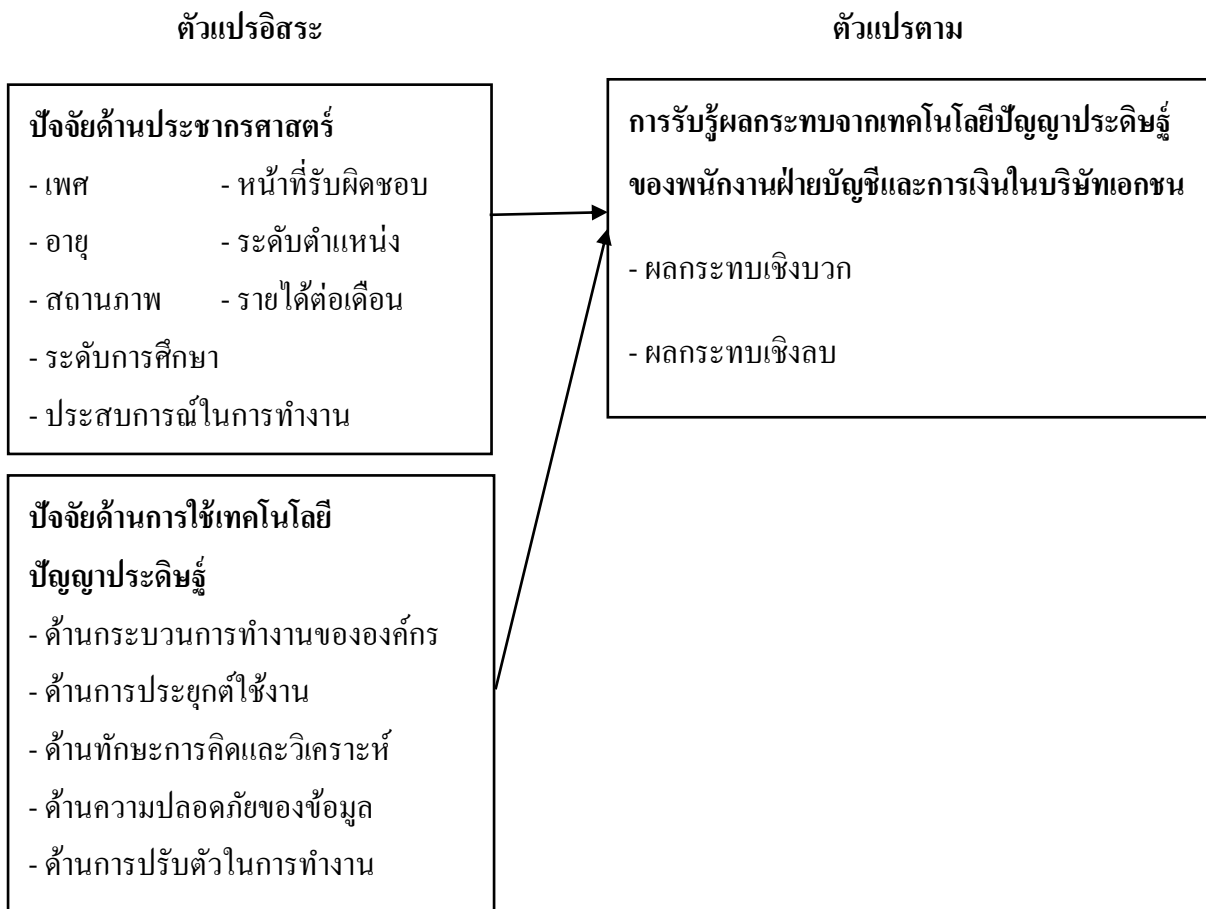 ตัวแปรอิสระ
ตัวแปรตาม
ปัจจัยด้านประชากรศาสตร์
- เพศ - หน้าที่รับผิดชอบ
- อายุ - ระดับตำแหน่ง
- สถานภาพ - รายได้ต่อเดือน
- ระดับการศึกษา
- ประสบการณ์ในการทำงาน
การรับรู้ผลกระทบจากเทคโนโลยีปัญญาประดิษฐ์
ของพนักงานฝ่ายบัญชีและการเงินในบริษัทเอกชน
- ผลกระทบเชิงบวก
- ผลกระทบเชิงลบ
ปัจจัยด้านการใช้เทคโนโลยี
ปัญญาประดิษฐ์
- ด้านกระบวนการทำงานขององค์กร
- ด้านการประยุกต์ใช้งาน
- ด้านทักษะการคิดและวิเคราะห์
- ด้านความปลอดภัยของข้อมูล
- ด้านการปรับตัวในการทำงาน